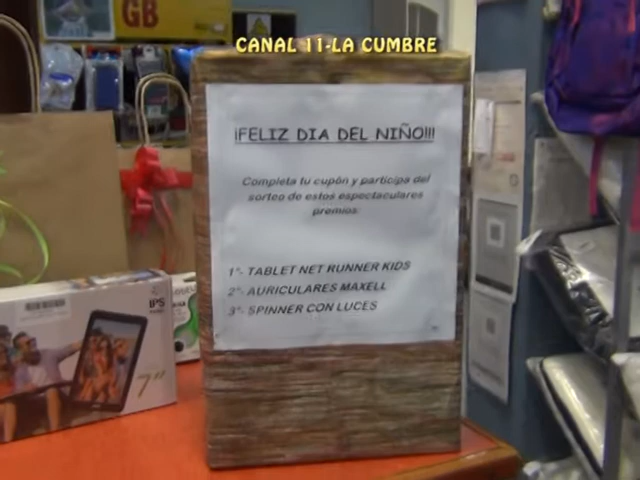 GB
CANAL 11-LA CUMBRE
¡FELIZ DIA DEL NIÑO!!!
Completa tu cupón y participa del
sorteo de estos espectaculares
premios:
1°- TABLET NET RUNNER KIDS
2°- AURICULARES MAXELL
3°- SPINNER CON LUCES
IPS
7"